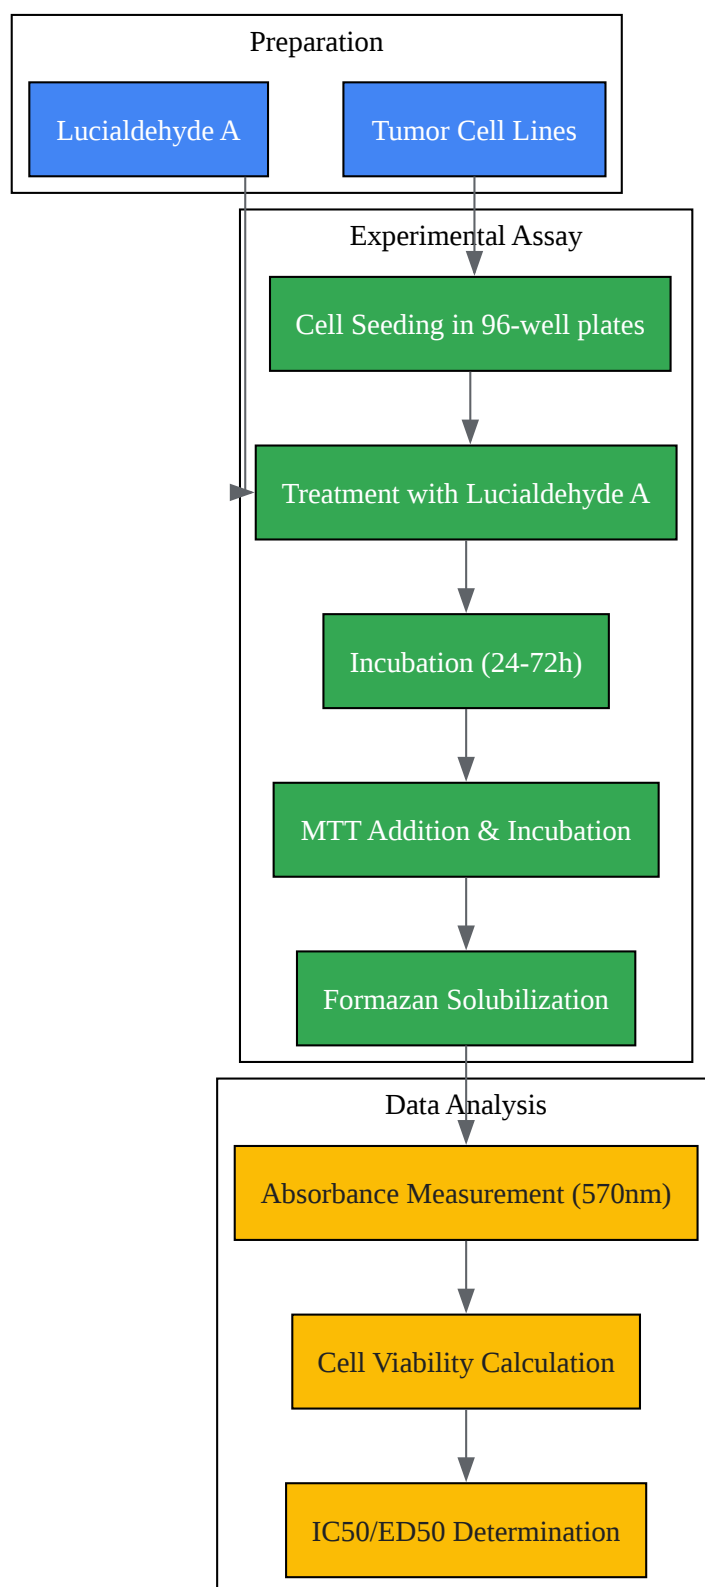 Preparation
Lucialdehyde A
Tumor Cell Lines
Experimental Assay
Cell Seeding in 96-well plates
Treatment with Lucialdehyde A
Incubation (24-72h)
MTT Addition & Incubation
Formazan Solubilization
Data Analysis
Absorbance Measurement (570nm)
Cell Viability Calculation
IC50/ED50 Determination